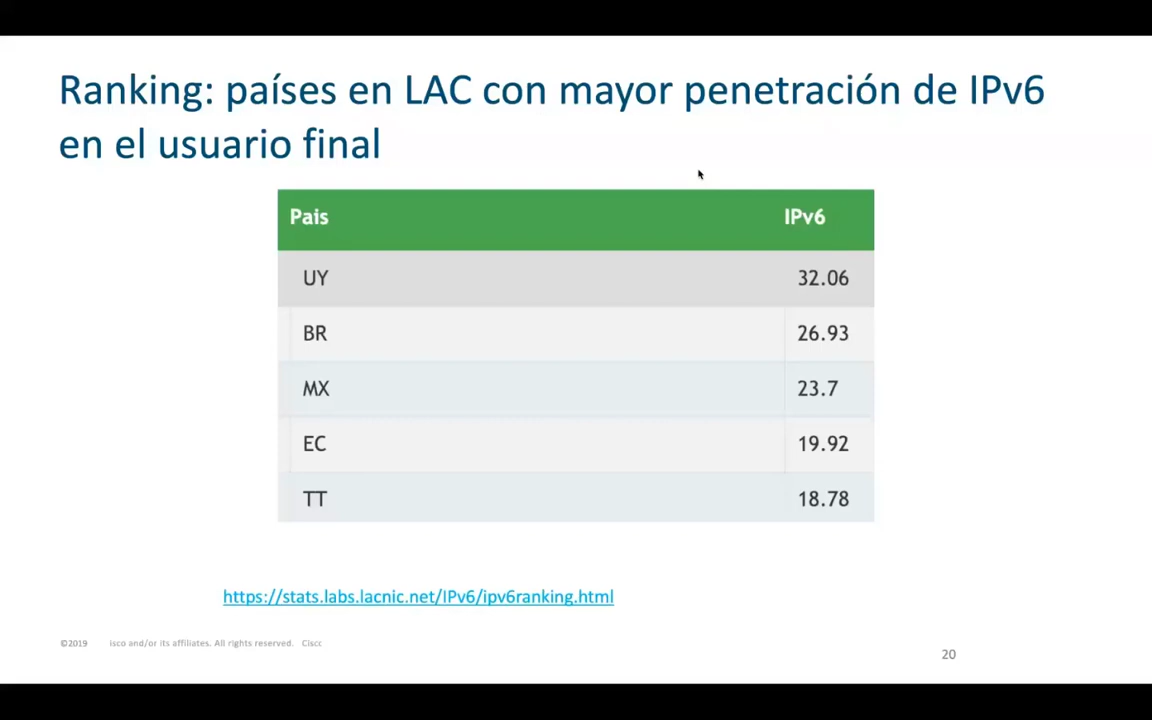 Ranking: países en LAC con mayor penetración de IPv6
en el usuario final
Pais IPv6
UY 32.06
BR 26.93
MX 23.7
EC 19.92
TT 18.78
https://stats.labs.lacnic.net/IPv6/ipv6ranking.html
©2019 isco and/or its affiliates. All rights reserved. Ciscc
20